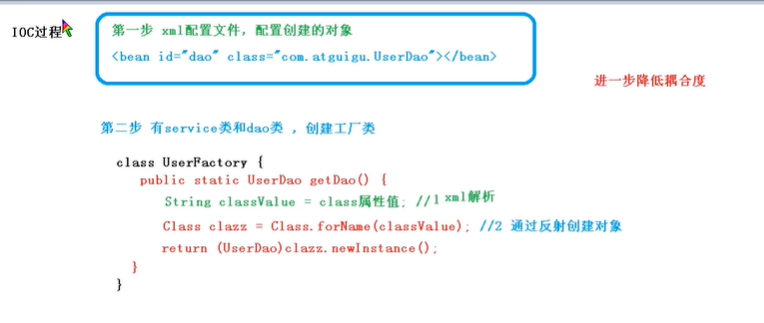 IOC过程
第一步 xml配置文件，配置创建的对象
<bean id="dao" class="com.atguigu.UserDao"></bean>
进一步降低耦合度
第二步 有service类和dao类 ，创建工厂类
class UserFactory {
public static UserDao getDao() {
String classValue = class属性值; //1 xml解析
Class clazz = Class.forName(classValue); //2 通过反射创建对象
return (UserDao)clazz.newInstance();
}
}